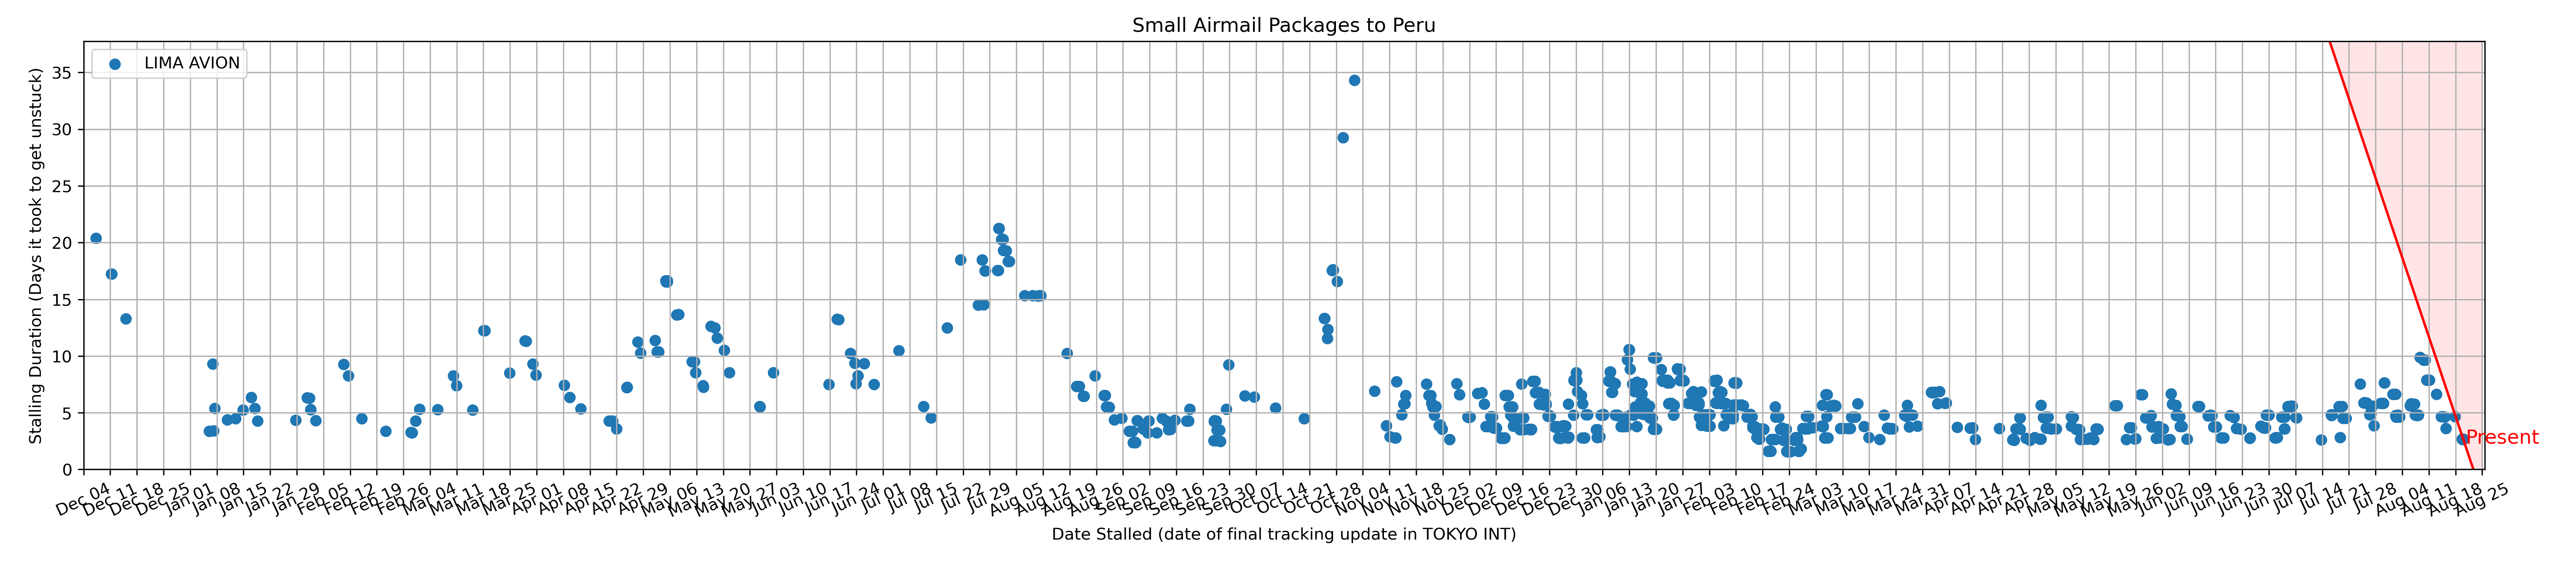 Small Airmail Packages to Peru
LIMA AVION
Stalling Duration (Days it took to get unstuck)
35
30
25
20
15
10
5
0
Present
Dec 04
Dec 11
Dec 18
Dec 25
Jan 01
Jan 08
Jan 15
Jan 22
Jan 29
Feb 05
Feb 12
Feb 19
Feb 26
Mar 04
Mar 11
Mar 18
Mar 25
Apr 01
Apr 08
Apr 15
Apr 22
Apr 29
May 06
May 13
May 20
May 27
Jun 03
Jun 10
Jun 17
Jun 24
Jul 01
Jul 08
Jul 15
Jul 22
Jul 29
Aug 05
Aug 12
Aug 19
Aug 26
Sep 02
Sep 09
Sep 16
Sep 23
Sep 30
Oct 07
Oct 14
Oct 21
Oct 28
Nov 04
Nov 11
Nov 18
Nov 25
Dec 02
Dec 09
Dec 16
Dec 23
Dec 30
Jan 06
Jan 13
Jan 20
Jan 27
Feb 03
Feb 10
Feb 17
Feb 24
Mar 03
Mar 10
Mar 17
Mar 24
Mar 31
Apr 07
Apr 14
Apr 21
Apr 28
May 05
May 12
May 19
May 26
Jun 02
Jun 09
Jun 16
Jun 23
Jun 30
Jul 07
Jul 14
Jul 21
Jul 28
Aug 04
Aug 11
Aug 18
Aug 25
Date Stalled (date of final tracking update in TOKYO INT)